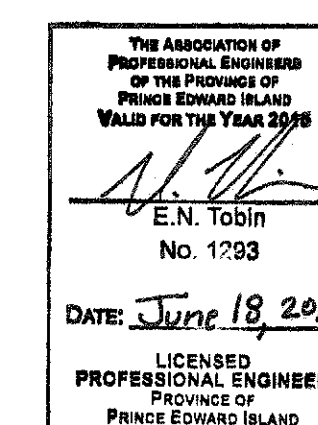 THE ASSOCIATION OF
PROFESSIONAL ENGINEERS
OF THE PROVINCE OF
PRINCE EDWARD ISLAND
VALID FOR THE YEAR
E.N. Tobin
No. 1293
DATE: June 18, 20
LICENSED
PROFESSIONAL ENGINEE
PROVINCE OF
PRINCE EDWARD ISLAND